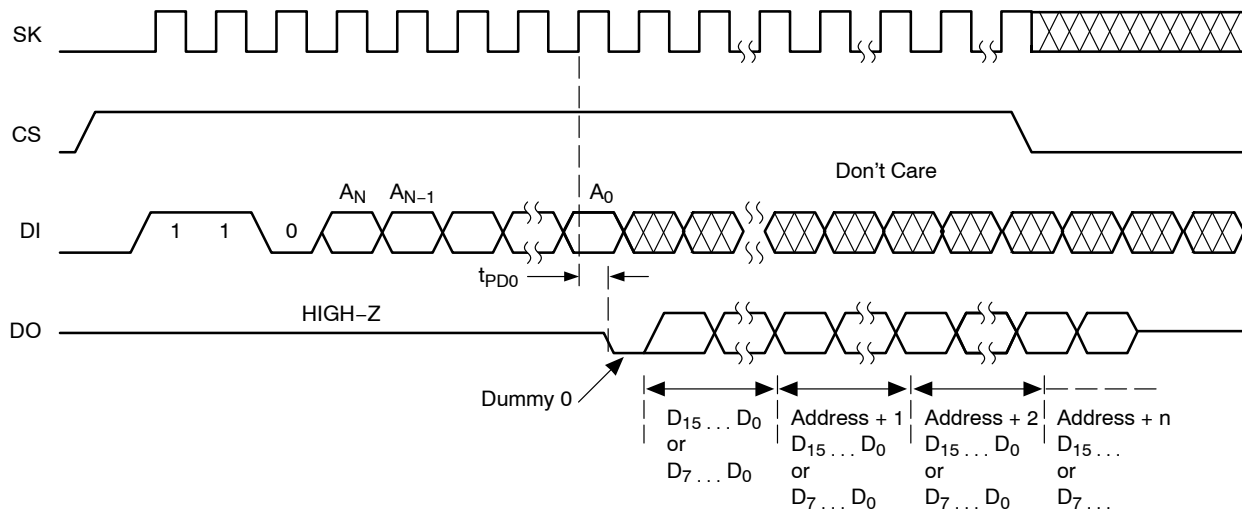 SK
CS
Don't Care
A_N A_N–1 A_0
DI 1 1 0
t_PD0
HIGH–Z
DO
Dummy 0
D_15 . . . D_0
or
D_7 . . . D_0
Address + 1
D_15 . . . D_0
or
D_7 . . . D_0
Address + 2
D_15 . . . D_0
or
D_7 . . . D_0
Address + n
D_15 . . .
or
D_7 . . .